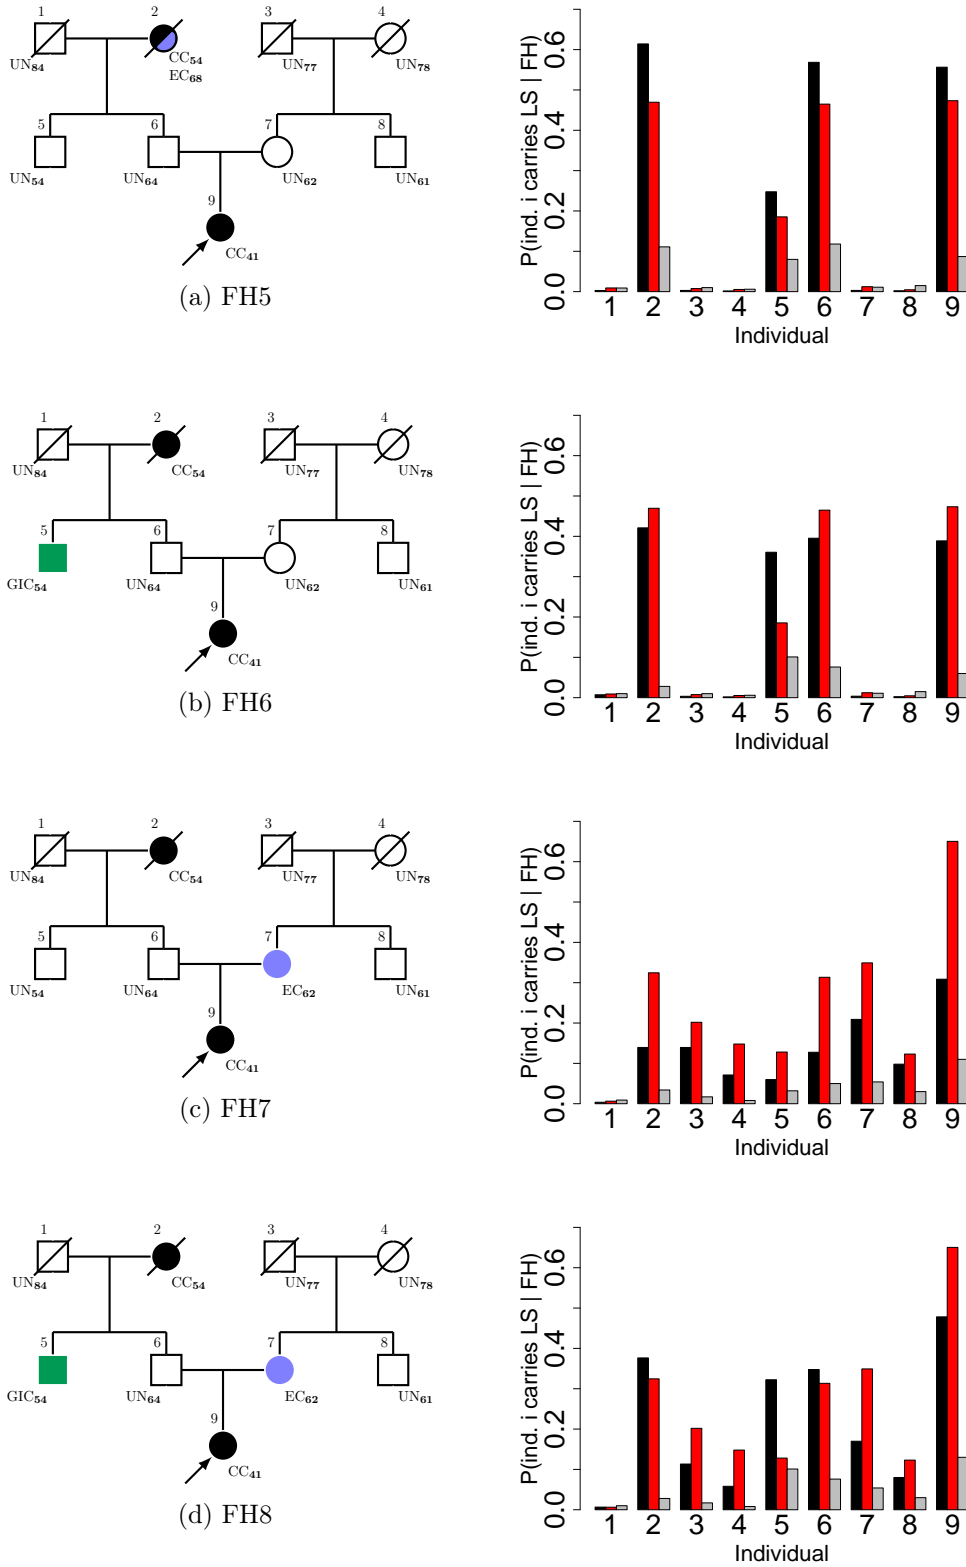 1 2 3 4
UN84 CC54 UN77 UN78
EC68
5 6 7 8
UN54 UN64 UN62 UN61
9
CC41
(a) FH5
P(ind. i carries LS | FH)
0.0 0.2 0.4 0.6
1 2 3 4 5 6 7 8 9
Individual
1 2 3 4
UN84 CC54 UN77 UN78
5 6 7 8
GIC54 UN64 UN62 UN61
9
CC41
(b) FH6
P(ind. i carries LS | FH)
0.0 0.2 0.4 0.6
1 2 3 4 5 6 7 8 9
Individual
1 2 3 4
UN84 CC54 UN77 UN78
5 6 7 8
UN54 UN64 EC62 UN61
9
CC41
(c) FH7
P(ind. i carries LS | FH)
0.0 0.2 0.4 0.6
1 2 3 4 5 6 7 8 9
Individual
1 2 3 4
UN84 CC54 UN77 UN78
5 6 7 8
GIC54 UN64 EC62 UN61
9
CC41
(d) FH8
P(ind. i carries LS | FH)
0.0 0.2 0.4 0.6
1 2 3 4 5 6 7 8 9
Individual